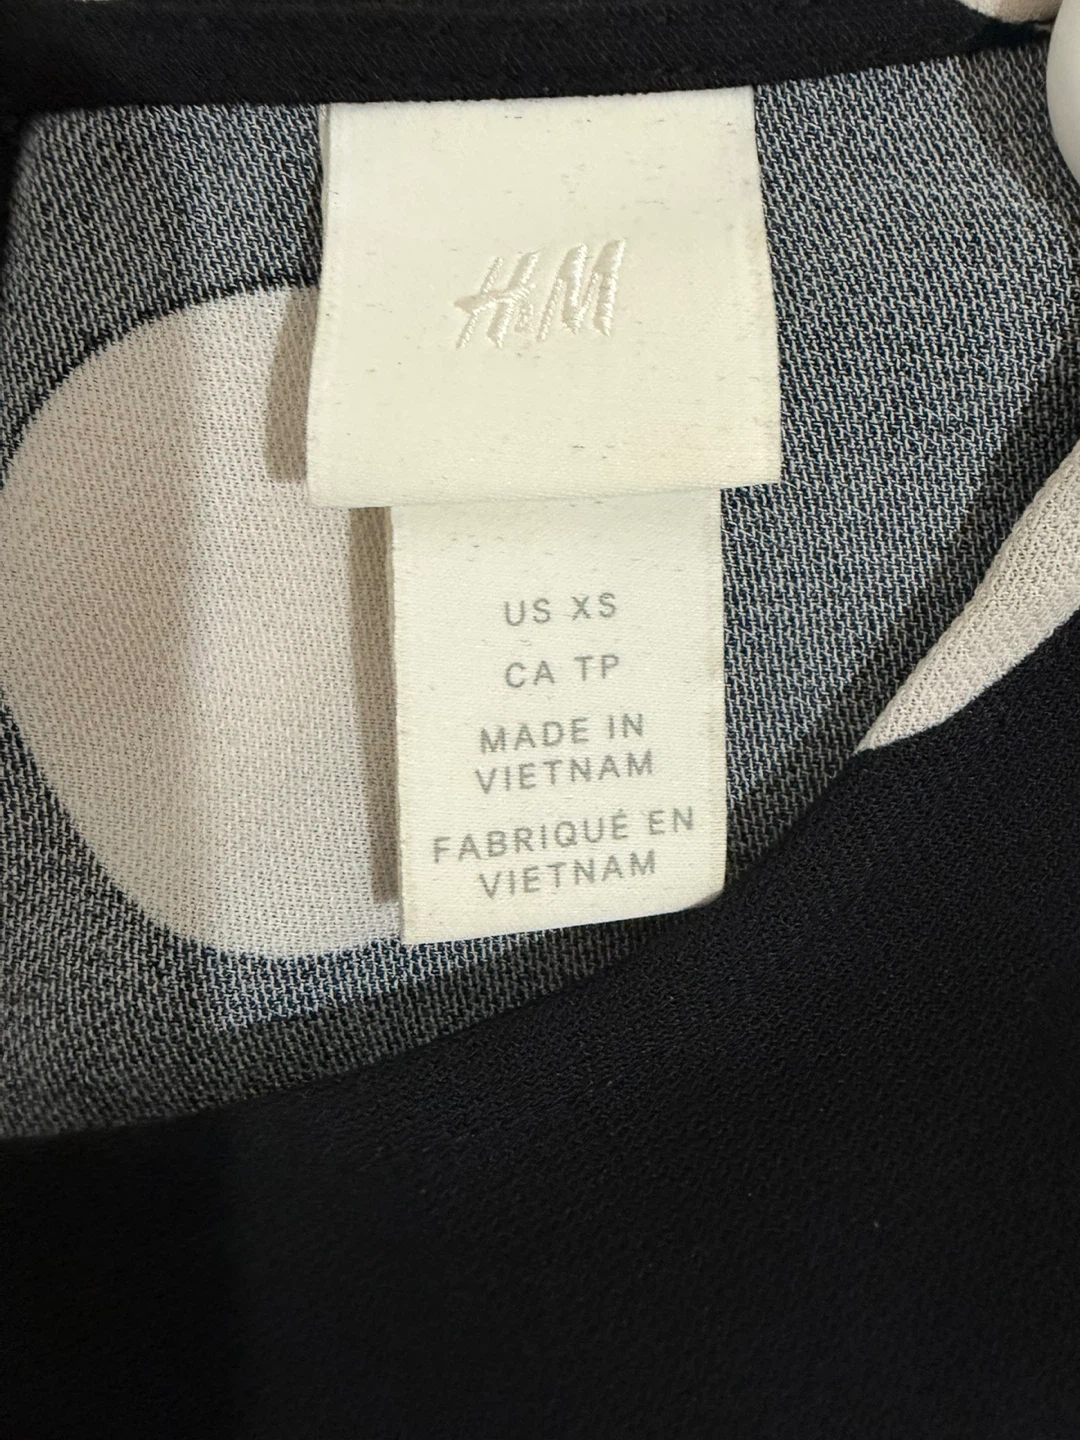 H&M
US XS
CA TP
MADE IN
VIETNAM
FABRIQUÉ EN
VIETNAM